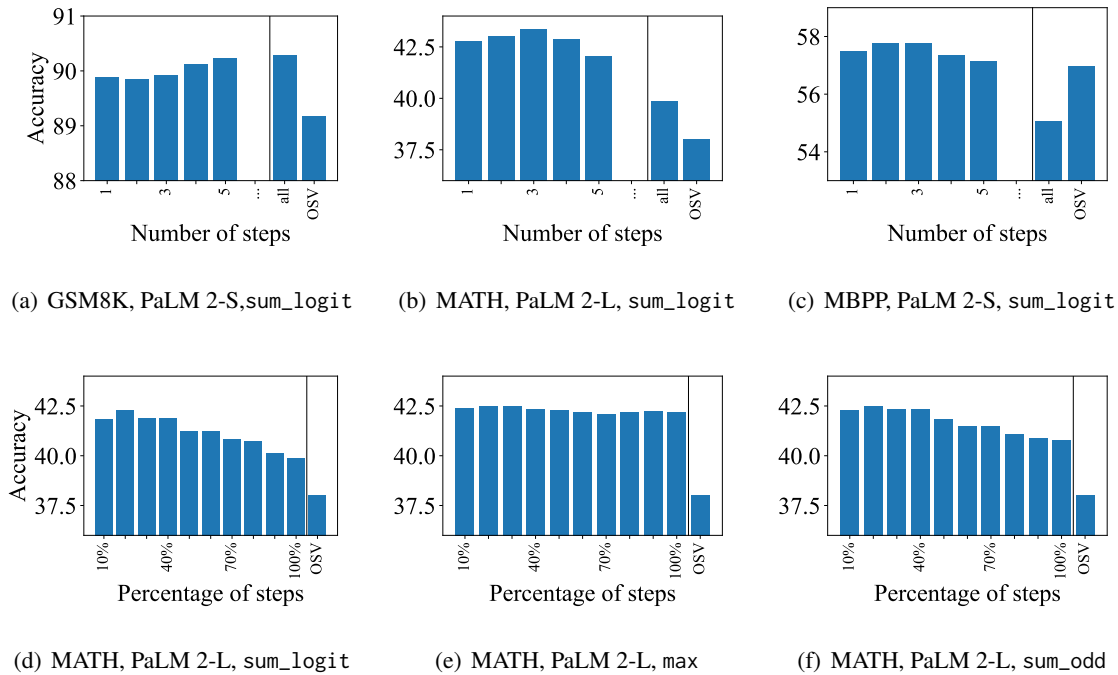 91
90
89
88
Accuracy
1
3
5
...
all
OSV
Number of steps
42.5
40.0
37.5
1
3
5
...
all
OSV
Number of steps
58
56
54
1
3
5
...
all
OSV
Number of steps
(a) GSM8K, PaLM 2-S,sum_logit
(b) MATH, PaLM 2-L, sum_logit
(c) MBPP, PaLM 2-S, sum_logit
42.5
40.0
37.5
Accuracy
10%
40%
70%
100%
OSV
Percentage of steps
42.5
40.0
37.5
10%
40%
70%
100%
OSV
Percentage of steps
42.5
40.0
37.5
10%
40%
70%
100%
OSV
Percentage of steps
(d) MATH, PaLM 2-L, sum_logit
(e) MATH, PaLM 2-L, max
(f) MATH, PaLM 2-L, sum_odd